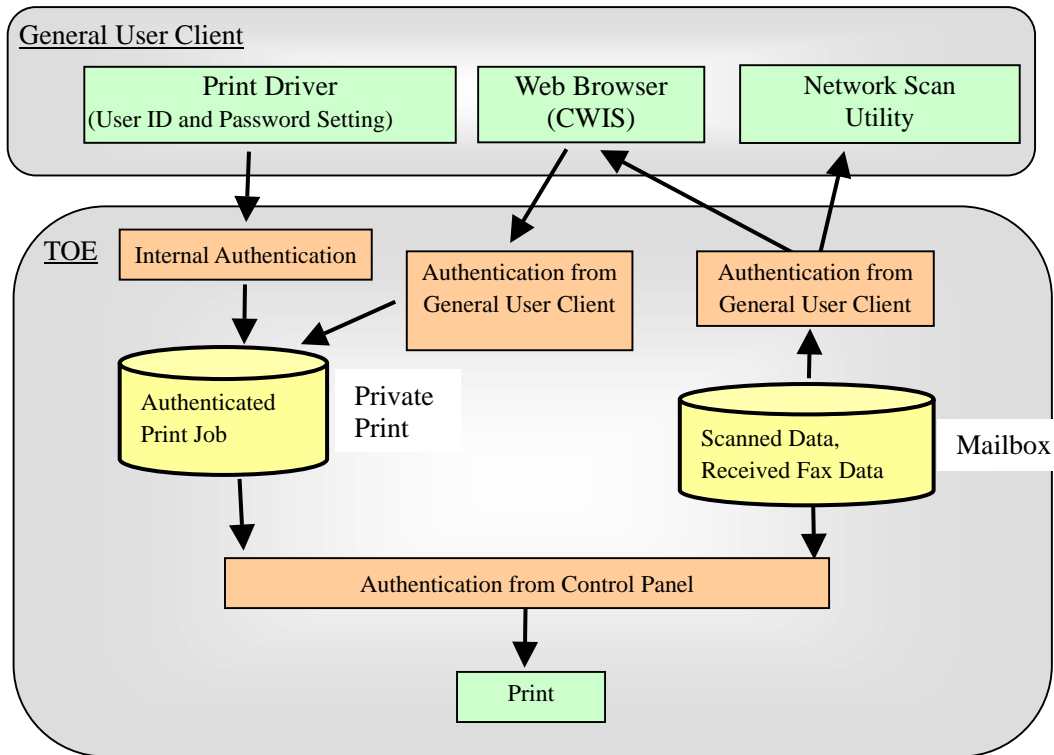 General User Client
Print Driver
(User ID and Password Setting)
Web Browser
(CWIS)
Network Scan
Utility
TOE
Internal Authentication
Authentication from
General User Client
Authentication from
General User Client
Authenticated
Print Job
Private
Print
Scanned Data,
Received Fax Data
Mailbox
Authentication from Control Panel
Print